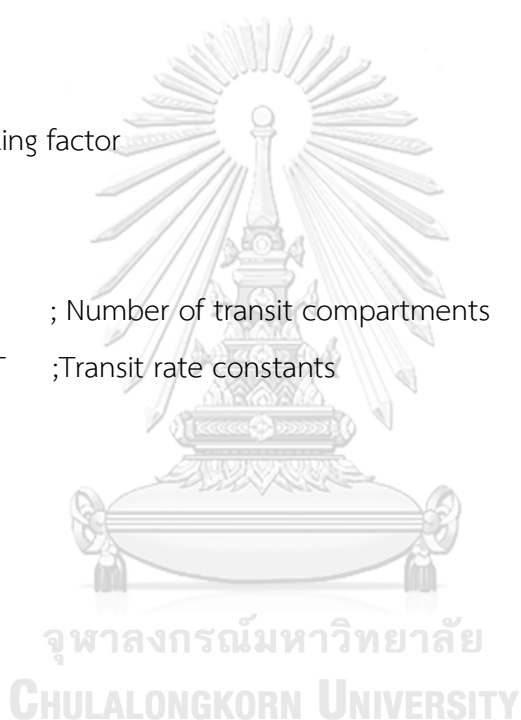 ing factor
; Number of transit compartments
;Transit rate constants
จุฬาลงกรณ์มหาวิทยาลัย
CHULALONGKORN UNIVERSITY